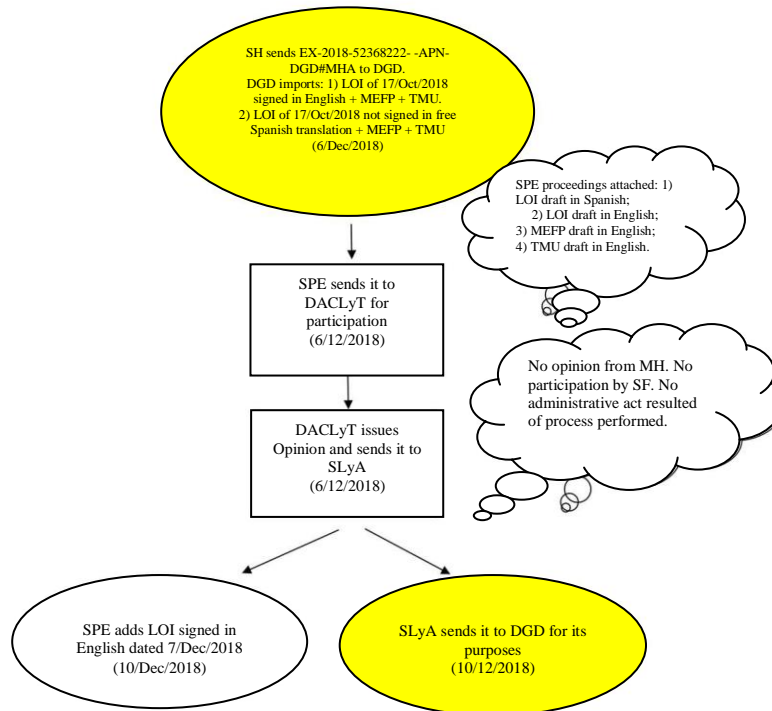 SH sends EX-2018-52368222- -APN-
DGD#MHA to DGD.
DGD imports: 1) LOI of 17/Oct/2018
signed in English + MEFP + TMU.
2) LOI of 17/Oct/2018 not signed in free
Spanish translation + MEFP + TMU
(6/Dec/2018)
SPE proceedings attached: 1)
LOI draft in Spanish;
2) LOI draft in English;
3) MEFP draft in English;
4) TMU draft in English.
SPE sends it to
DACLyT for
participation
(6/12/2018)
No opinion from MH. No
participation by SF. No
administrative act resulted
of process performed.
DACLyT issues
Opinion and sends it to
SLyA
(6/12/2018)
SPE adds LOI signed in
English dated 7/Dec/2018
(10/Dec/2018)
SLyA sends it to DGD for its
purposes
(10/12/2018)